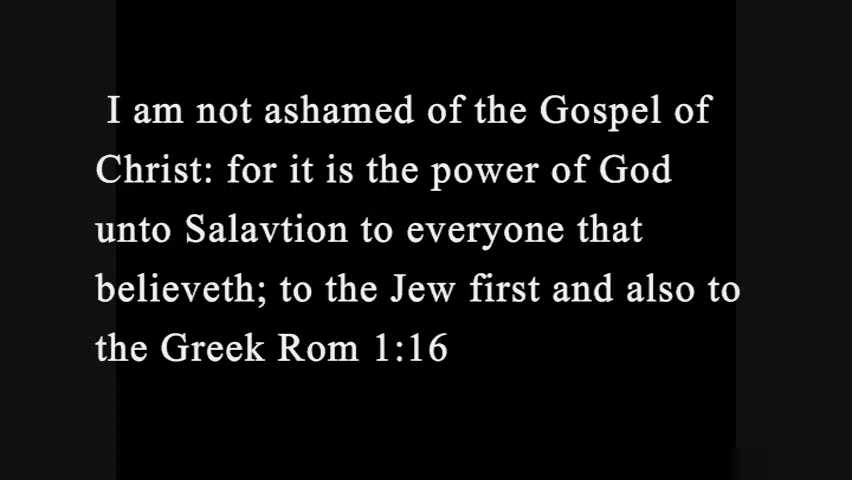 I am not ashamed of the Gospel of
Christ: for it is the power of God
unto Salavtion to everyone that
believeth; to the Jew first and also to
the Greek Rom 1:16